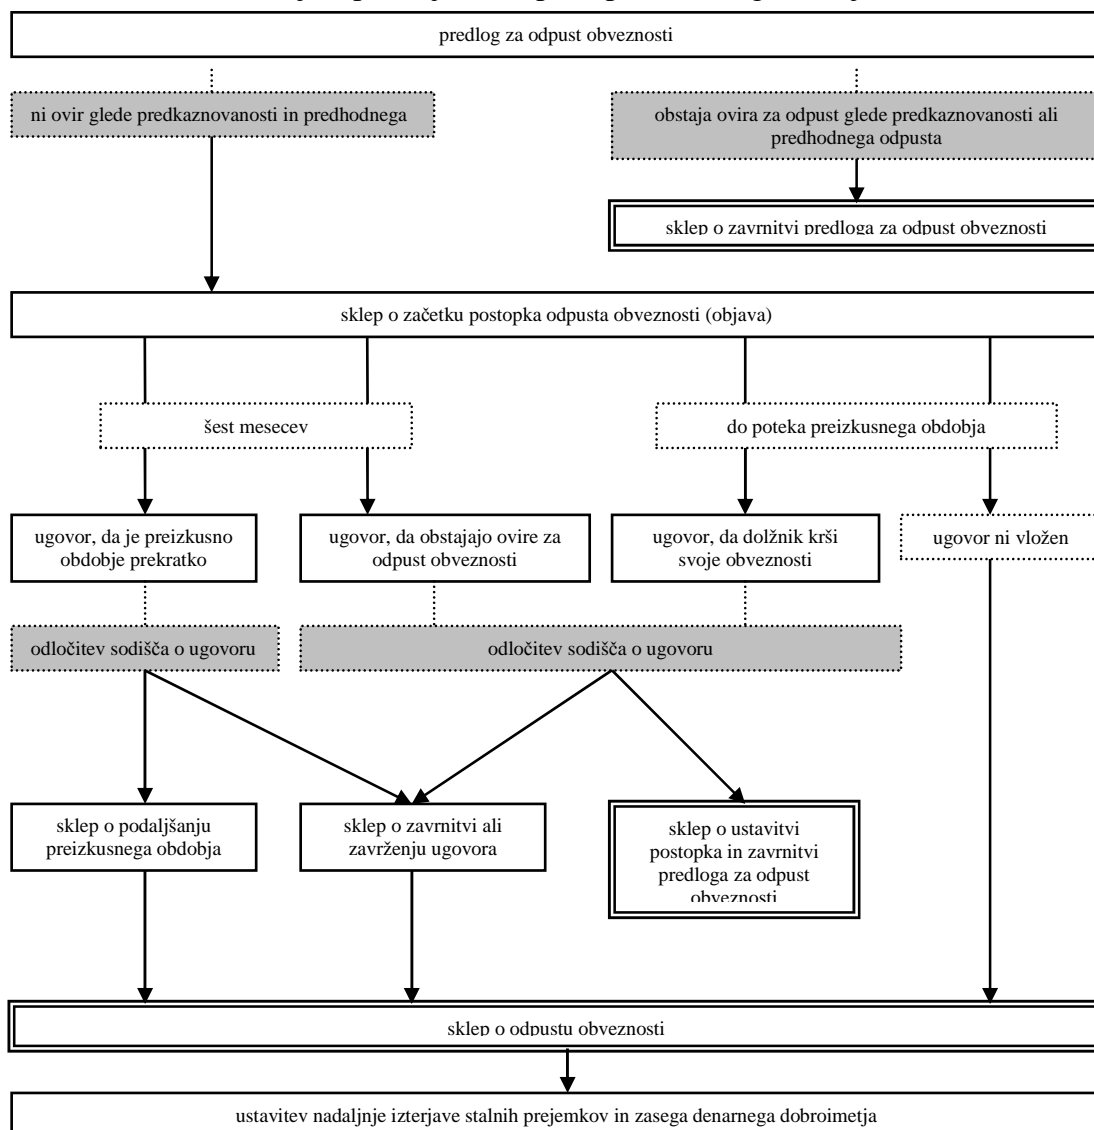 predlog za odpust obveznosti
ni ovir glede predkaznovanosti in predhodnega
obstaja ovira za odpust glede predkaznovanosti ali
predhodnega odpusta
sklep o zavrnitvi predloga za odpust obveznosti
sklep o začetku postopka odpusta obveznosti (objava)
šest mesecev
do poteka preizkusnega obdobja
ugovor, da je preizkusno
obdobje prekratko
ugovor, da obstajajo ovire za
odpust obveznosti
ugovor, da dolžnik krši
svoje obveznosti
ugovor ni vložen
odločitev sodišča o ugovoru
odločitev sodišča o ugovoru
sklep o podaljšanju
preizkusnega obdobja
sklep o zavrnitvi ali
zavrženju ugovora
sklep o ustavitvi
postopka in zavrnitvi
predloga za odpust
obveznosti
sklep o odpustu obveznosti
ustavitev nadaljnje izterjave stalnih prejemkov in zasega denarnega dobroimetja